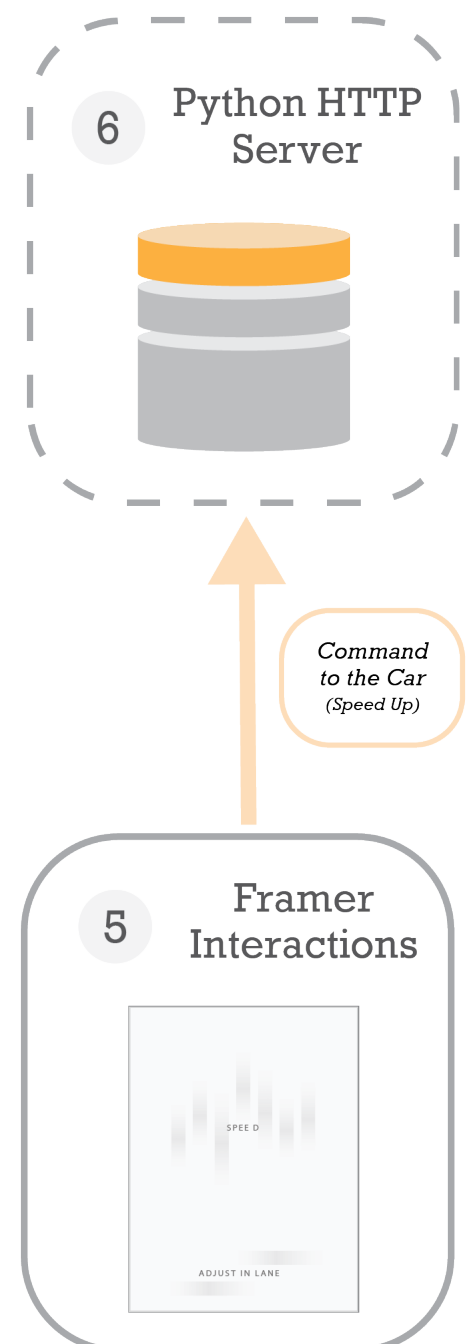 6
Python HTTP
Server
Command
to the Car
(Speed Up)
5
Framer
Interactions
SPEE D
ADJUST IN LANE